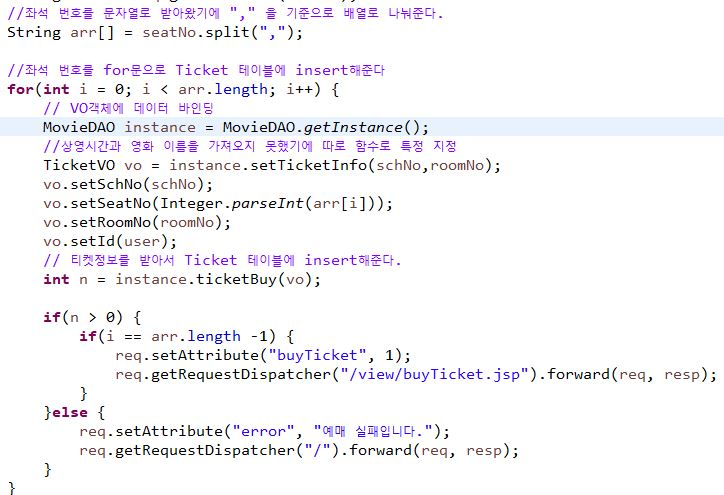 //좌석 번호를 문자열로 받아왔기에 "," 을 기준으로 배열로 나눠준다.
String arr[] = seatNo.split(",");
//좌석 번호를 for문으로 Ticket 테이블에 insert해준다
for(int i = 0; i < arr.length; i++) {
// VO객체에 데이터 바인딩
MovieDAO instance = MovieDAO.getInstance();
//상영시간과 영화 이름을 가져오지 못했기에 따로 함수로 특정 지정
TicketVO vo = instance.setTicketInfo(schNo,roomNo);
vo.setSchNo(schNo);
vo.setSeatNo(Integer.parseInt(arr[i]));
vo.setRoomNo(roomNo);
vo.setId(user);
// 티켓정보를 받아서 Ticket 테이블에 insert해준다.
int n = instance.ticketBuy(vo);
if(n > 0) {
if(i == arr.length -1) {
req.setAttribute("buyTicket", 1);
req.getRequestDispatcher("/view/buyTicket.jsp").forward(req, resp);
}
}else {
req.setAttribute("error", "예매 실패입니다.");
req.getRequestDispatcher("/").forward(req, resp);
}
}